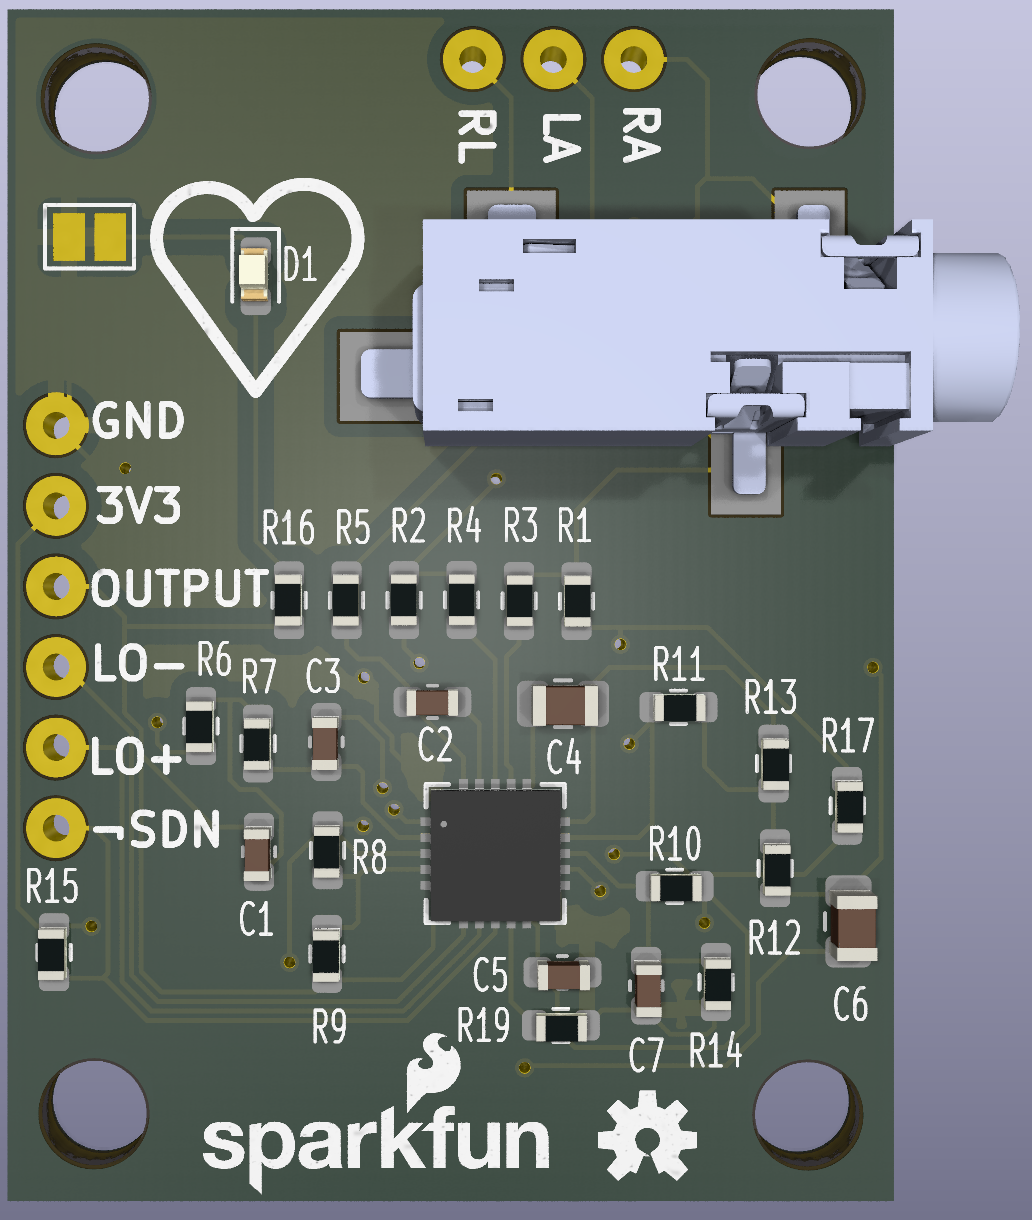 RL LA RA
D1
GND
3V3
OUTPUT
R16 R5 R2 R4 R3 R1
LO-
R6 R7 C3
R11
R13
R17
C2 C4
LO+
¬SDN
R8
R10
R15
C1
R12
C5
R19
C6
R9
C7 R14
sparkfun